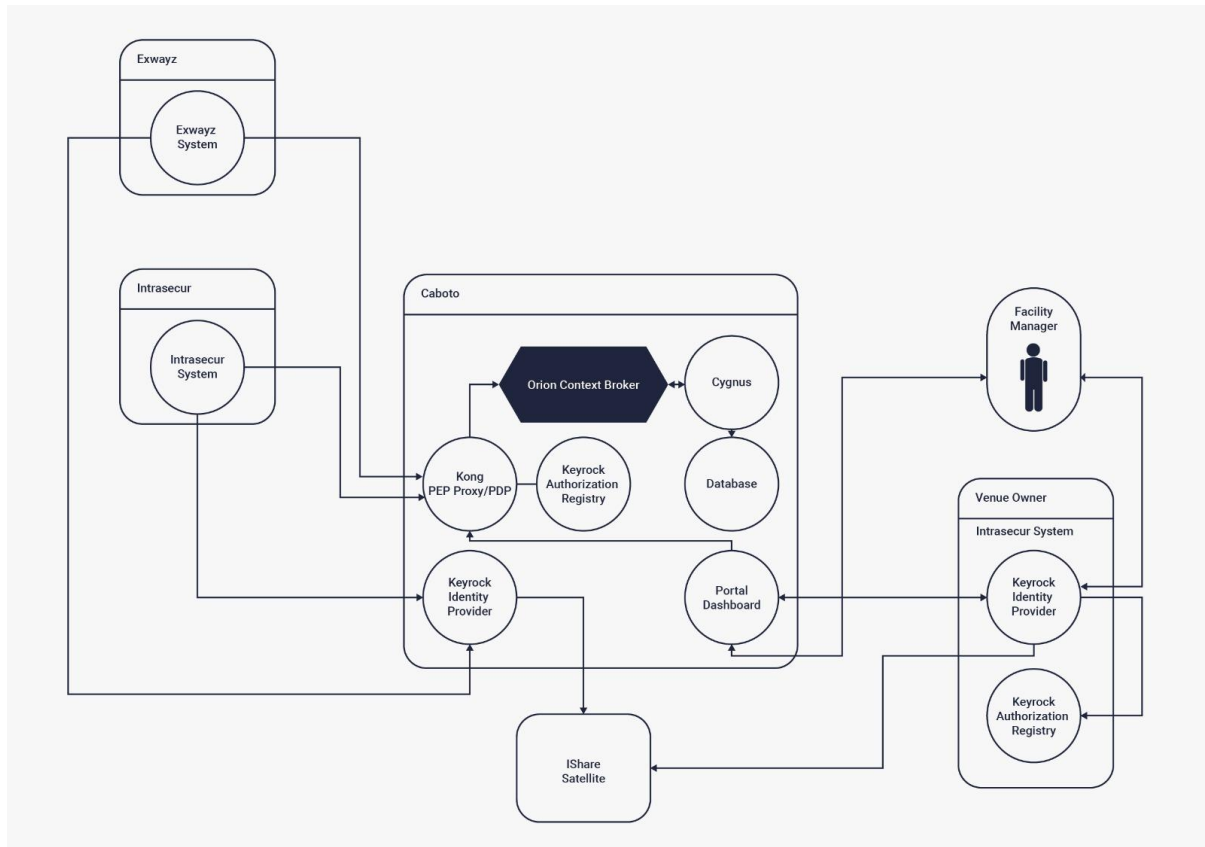 Exwayz
Exwayz
System
Intrasecur
Intrasecur
System
Caboto
Orion Context Broker
Cygnus
Kong
PEP Proxy/PDP
Keyrock
Authorization
Registry
Database
Keyrock
Identity
Provider
Portal
Dashboard
IShare
Satellite
Facility
Manager
Venue Owner
Intrasecur System
Keyrock
Identity
Provider
Keyrock
Authorization
Registry